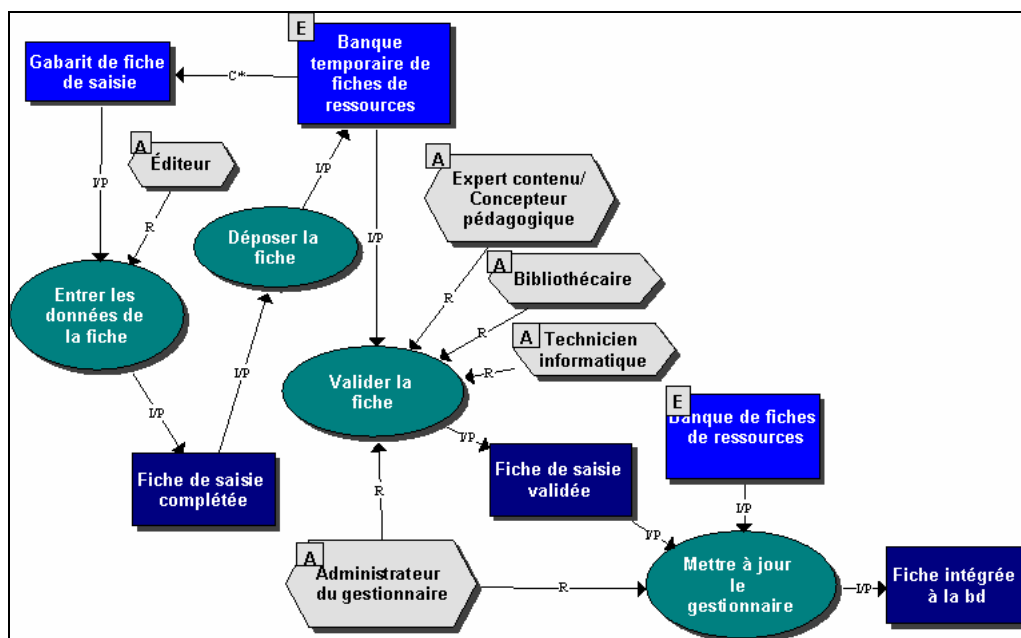 E
Banque
temporaire de
fiches de
ressources
Gabarit de fiche
de saisie
C*
A
Éditeur
I/P
R
I/P
I/P
A
Expert contenu/
Concepteur
pédagogique
Déposer la
fiche
A
Bibliothécaire
R
Entrer les
données de
la fiche
R
A
Technicien
informatique
R
I/P
Valider la
fiche
I/P
E
Banque de fiches
de ressources
I/P
Fiche de saisie
complétée
Fiche de saisie
validée
R
I/P
I/P
A
Administrateur
du gestionnaire
R
Mettre à jour
le
gestionnaire
I/P
Fiche intégrée
à la bd